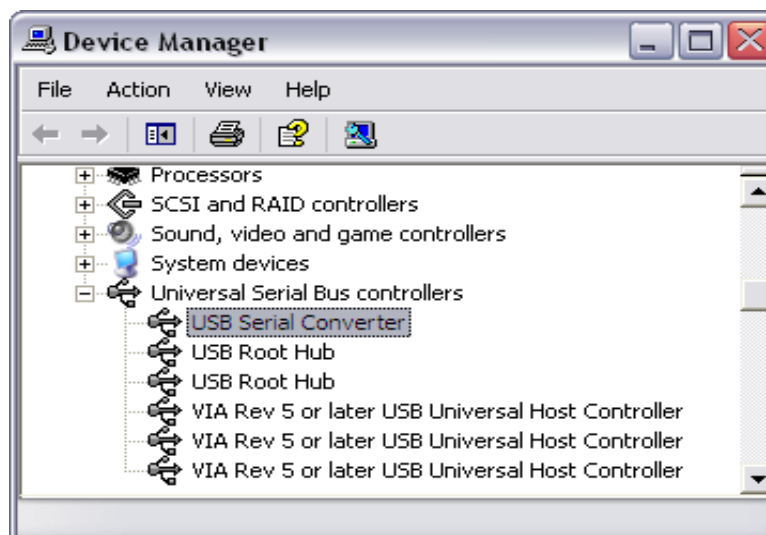 Device Manager
File Action View Help
Processors
SCSI and RAID controllers
Sound, video and game controllers
System devices
Universal Serial Bus controllers
USB Serial Converter
USB Root Hub
USB Root Hub
VIA Rev 5 or later USB Universal Host Controller
VIA Rev 5 or later USB Universal Host Controller
VIA Rev 5 or later USB Universal Host Controller